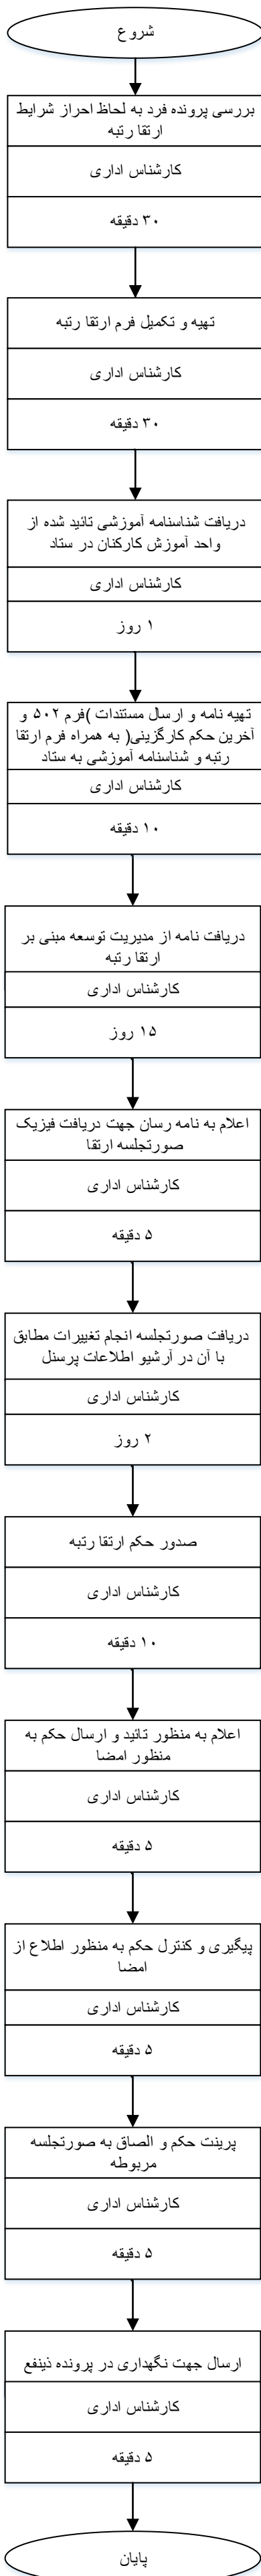 شروع
بررسی پرونده فرد به لحاظ احراز شرایط
ارتقا رتبه
کارشناس اداری
۳۰ دقیقه
تهیه و تکمیل فرم ارتقا رتبه
کارشناس اداری
۳۰ دقیقه
دریافت شناسنامه آموزشی تائید شده از
واحد آموزش کارکنان در ستاد
کارشناس اداری
۱ روز
تهیه نامه و ارسال مستندات )فرم ۵۰۲ و
آخرین حکم کارگزینی( به همراه فرم ارتقا
رتبه و شناسنامه آموزشی به ستاد
کارشناس اداری
۱۰ دقیقه
دریافت نامه از مدیریت توسعه مبنی بر
ارتقا رتبه
کارشناس اداری
۱۵ روز
اعلام به نامه رسان جهت دریافت فیزیک
صورتجلسه ارتقا
کارشناس اداری
۵ دقیقه
دریافت صورتجلسه انجام تغییرات مطابق
با آن در آرشیو اطلاعات پرسنل
کارشناس اداری
۲ روز
صدور حکم ارتقا رتبه
کارشناس اداری
۱۰ دقیقه
اعلام به منظور تائید و ارسال حکم به
منظور امضا
کارشناس اداری
۵ دقیقه
پیگیری و کنترل حکم به منظور اطلاع از
امضا
کارشناس اداری
۵ دقیقه
پرینت حکم و الصاق به صورتجلسه
مربوطه
کارشناس اداری
۵ دقیقه
ارسال جهت نگهداری در پرونده ذینفع
کارشناس اداری
۵ دقیقه
پایان